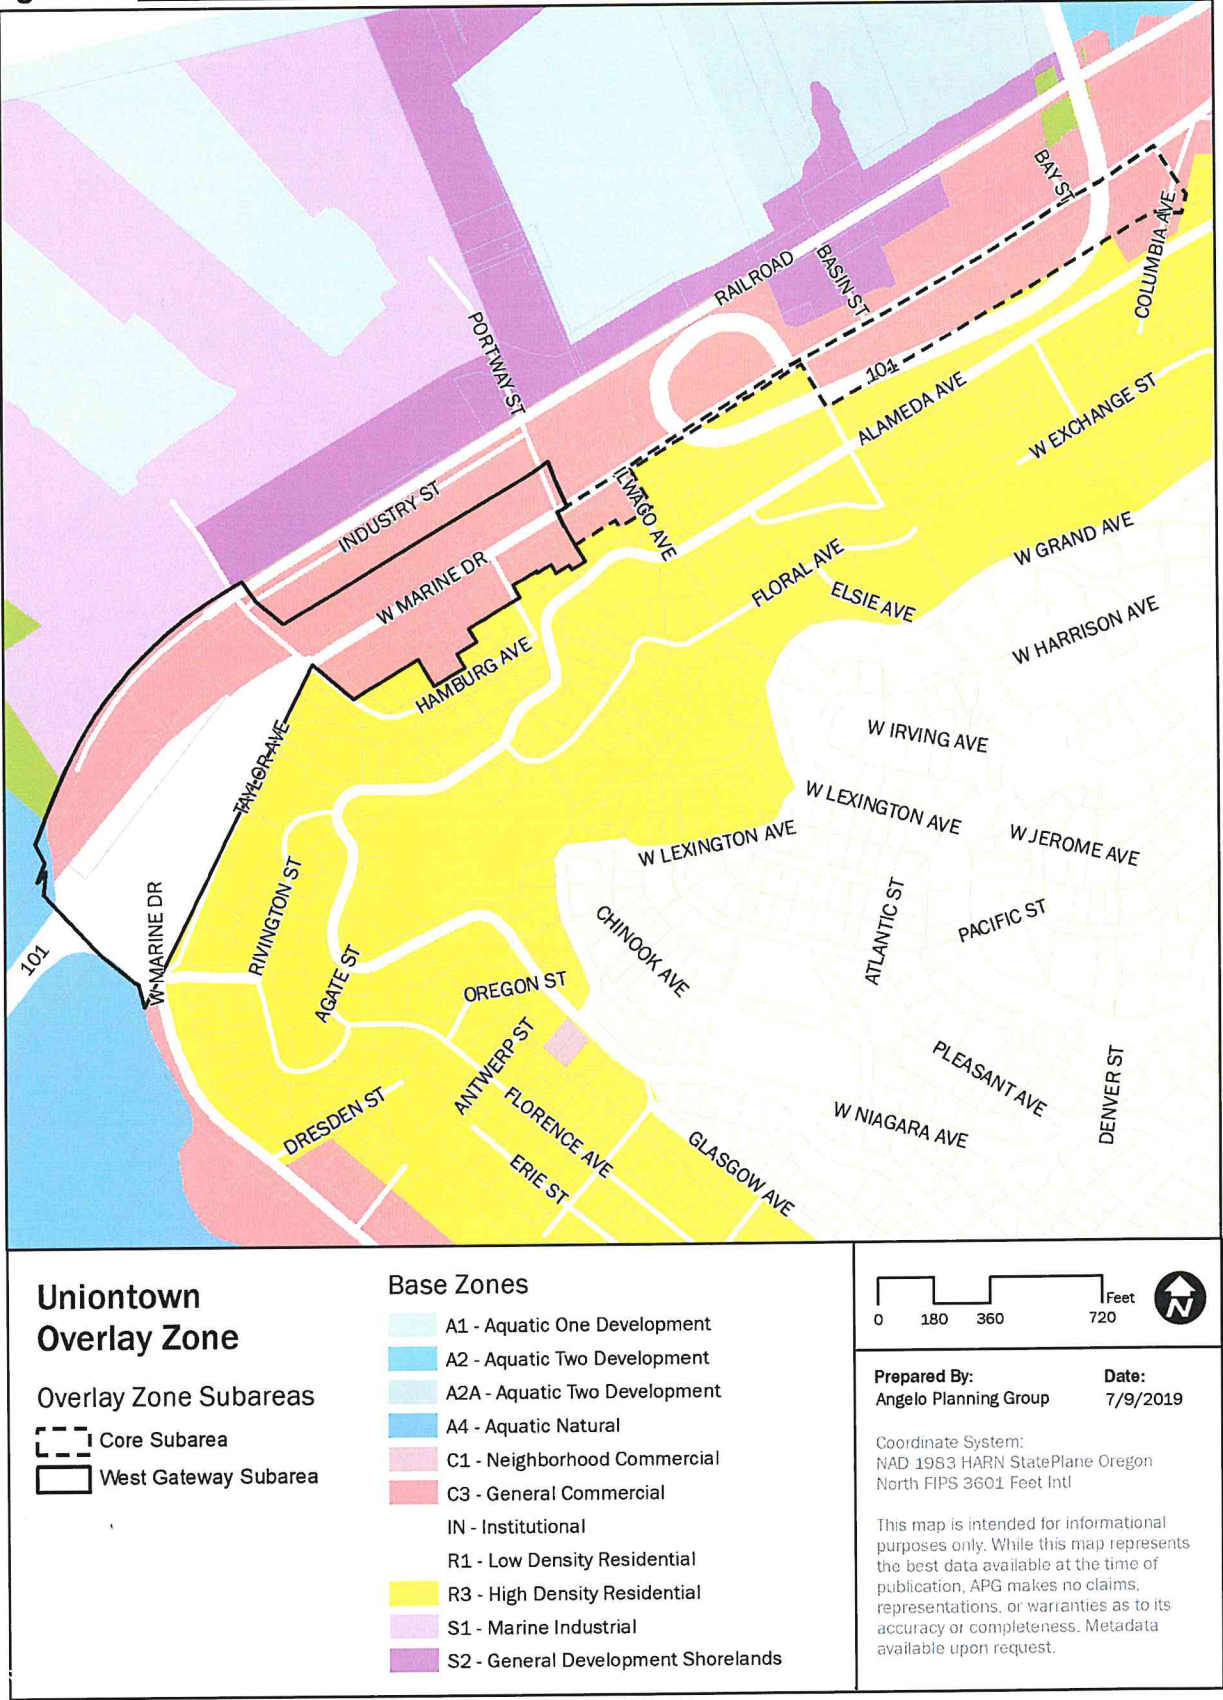 BAY ST
COLUMBIA AVE
RAILROAD
BASIN ST
PORTWAY ST
101
ALAMEDA AVE
W EXCHANGE ST
INDUSTRY ST
ILWACO AVE
W GRAND AVE
W MARINE DR
FLORAL AVE
ELSIE AVE
W HARRISON AVE
HAMBURG AVE
W IRVING AVE
TAYLOR AVE
W LEXINGTON AVE
W LEXINGTON AVE
W JEROME AVE
RIVINGTON ST
W MARINE DR
101
CHINOOK AVE
ATLANTIC ST
PACIFIC ST
AGATE ST
OREGON ST
ANTWERP ST
PLEASANT AVE
DENVER ST
DRESDEN ST
FLORENCE AVE
W NIAGARA AVE
ERIE ST
GLASGOW AVE
Uniontown
Overlay Zone
Overlay Zone Subareas
Core Subarea
West Gateway Subarea
Base Zones
A1 - Aquatic One Development
A2 - Aquatic Two Development
A2A - Aquatic Two Development
A4 - Aquatic Natural
C1 - Neighborhood Commercial
C3 - General Commercial
IN - Institutional
R1 - Low Density Residential
R3 - High Density Residential
S1 - Marine Industrial
S2 - General Development Shorelands
Feet
0 180 360 720
N
Prepared By: Date:
Angelo Planning Group 7/9/2019
Coordinate System:
NAD 1983 HARN StatePlane Oregon
North FIPS 3601 Feet Intl
This map is intended for informational
purposes only. While this map represents
the best data available at the time of
publication, APG makes no claims,
representations, or warranties as to its
accuracy or completeness. Metadata
available upon request.